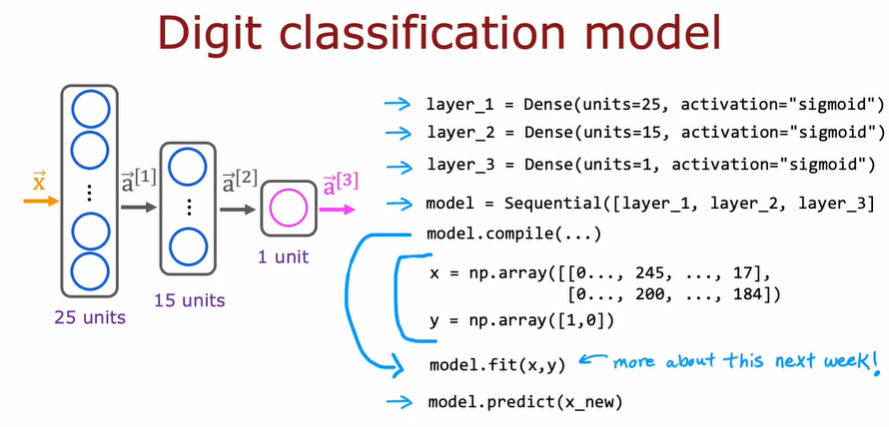 Digit classification model
x⃗
a⃗[1]
a⃗[2]
a⃗[3]
25 units
15 units
1 unit
layer_1 = Dense(units=25, activation="sigmoid")
layer_2 = Dense(units=15, activation="sigmoid")
layer_3 = Dense(units=1, activation="sigmoid")
model = Sequential([layer_1, layer_2, layer_3]
model.compile(...)
x = np.array([[0..., 245, ..., 17],
[0..., 200, ..., 184])
y = np.array([1,0])
model.fit(x,y) ← more about this next week!
model.predict(x_new)